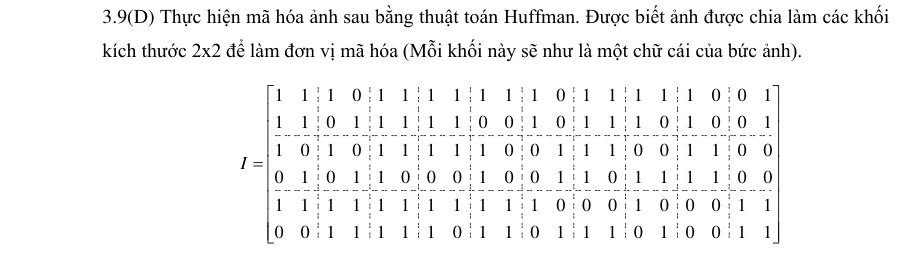 3.9(D) Thực hiện mã hóa ảnh sau bằng thuật toán Huffman. Được biết ảnh được chia làm các khối
kích thước 2x2 để làm đơn vị mã hóa (Mỗi khối này sẽ như là một chữ cái của bức ảnh).
1 1 1 0 1 1 1 1 1 1 1 0 1 1 1 1 1 0 0 1
1 1 0 1 1 1 1 1 0 0 1 0 1 1 1 0 1 0 0 1
I = 1 0 1 0 1 1 1 1 1 0 0 1 1 1 0 0 1 1 0 0
0 1 0 1 1 0 0 0 1 0 0 1 1 0 1 1 1 1 0 0
1 1 1 1 1 1 1 1 1 1 1 0 0 0 1 0 0 0 1 1
0 0 1 1 1 1 1 0 1 1 0 1 1 1 0 1 0 0 1 1